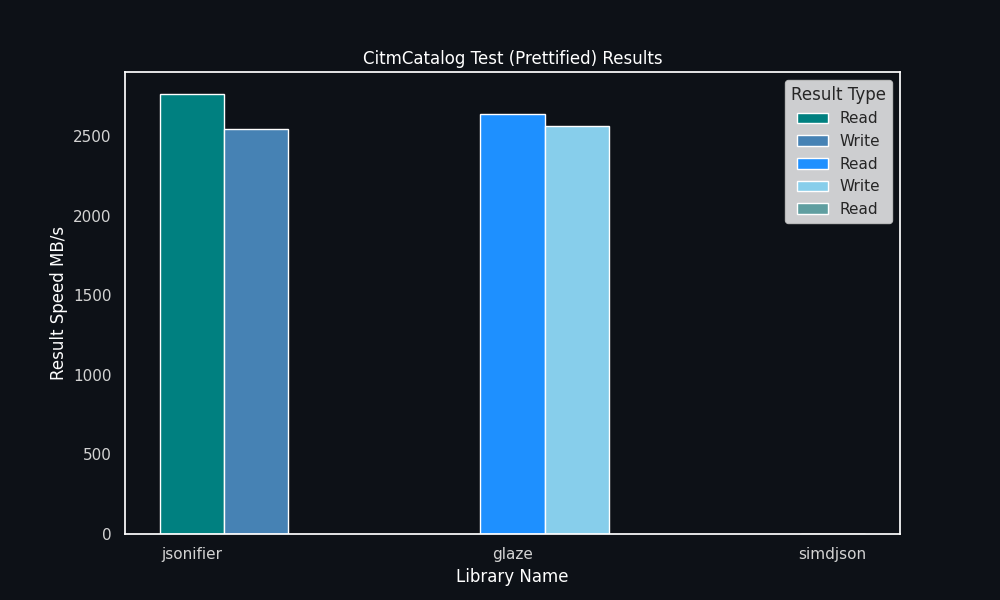 CitmCatalog Test (Prettified) Results
Result Type
Read
Write
Read
Write
Read
2500
2000
1500
1000
500
0
Result Speed MB/s
jsonifier
glaze
simdjson
Library Name